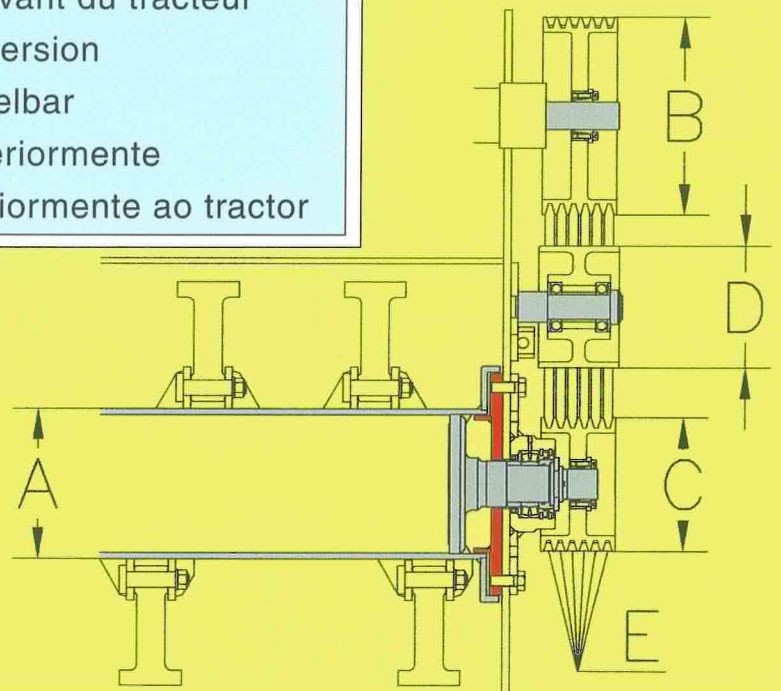 vant du tracteur
ersion
elbar
eriormente
iormente ao tractor
B
D
A
C
E